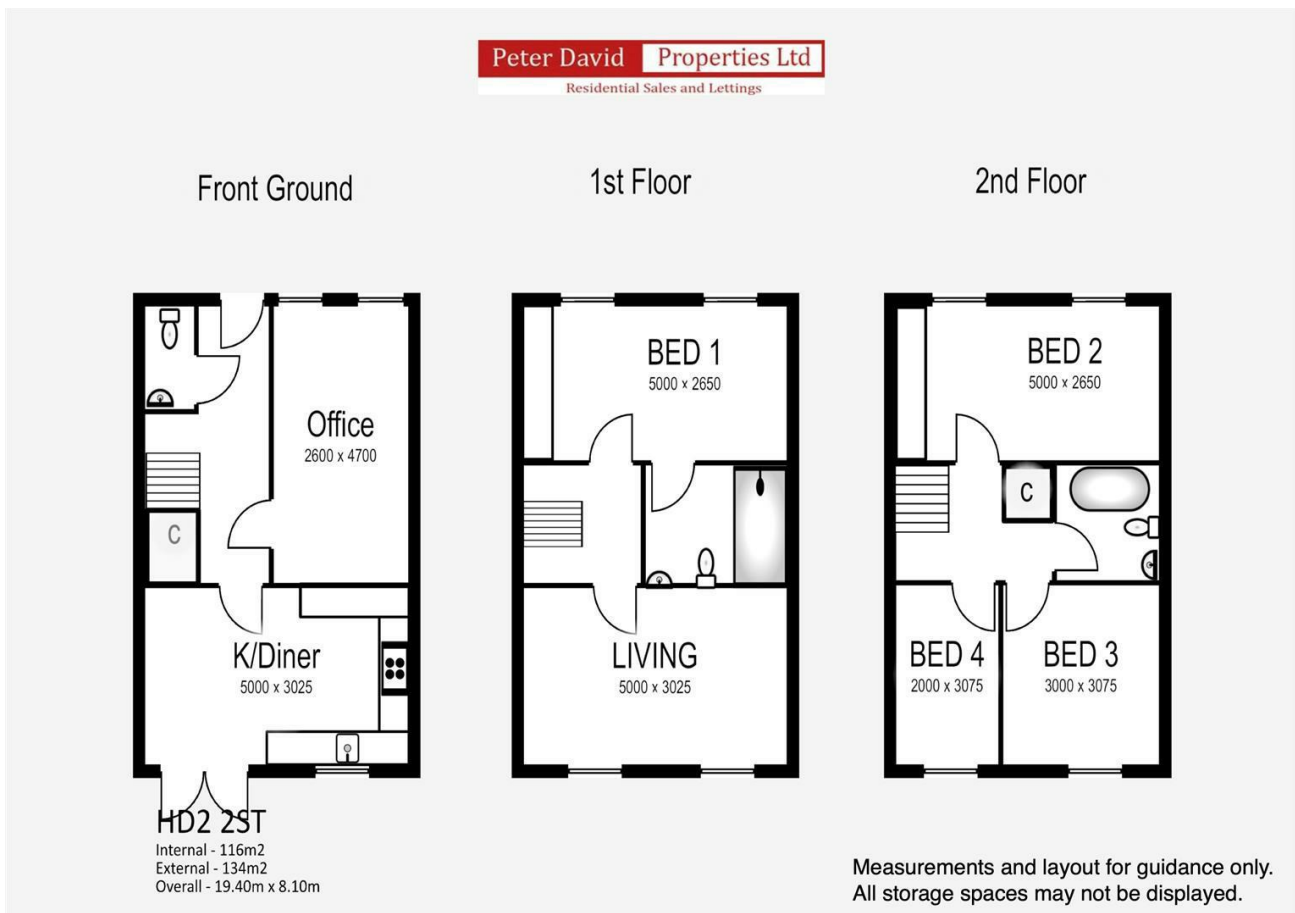 Peter David Properties Ltd
Residential Sales and Lettings
Front Ground
1st Floor
2nd Floor
Office
2600 x 4700
C
K/Diner
5000 x 3025
BED 1
5000 x 2650
LIVING
5000 x 3025
BED 2
5000 x 2650
C
BED 4
2000 x 3075
BED 3
3000 x 3075
HD2 2ST
Internal - 116m2
External - 134m2
Overall - 19.40m x 8.10m
Measurements and layout for guidance only.
All storage spaces may not be displayed.